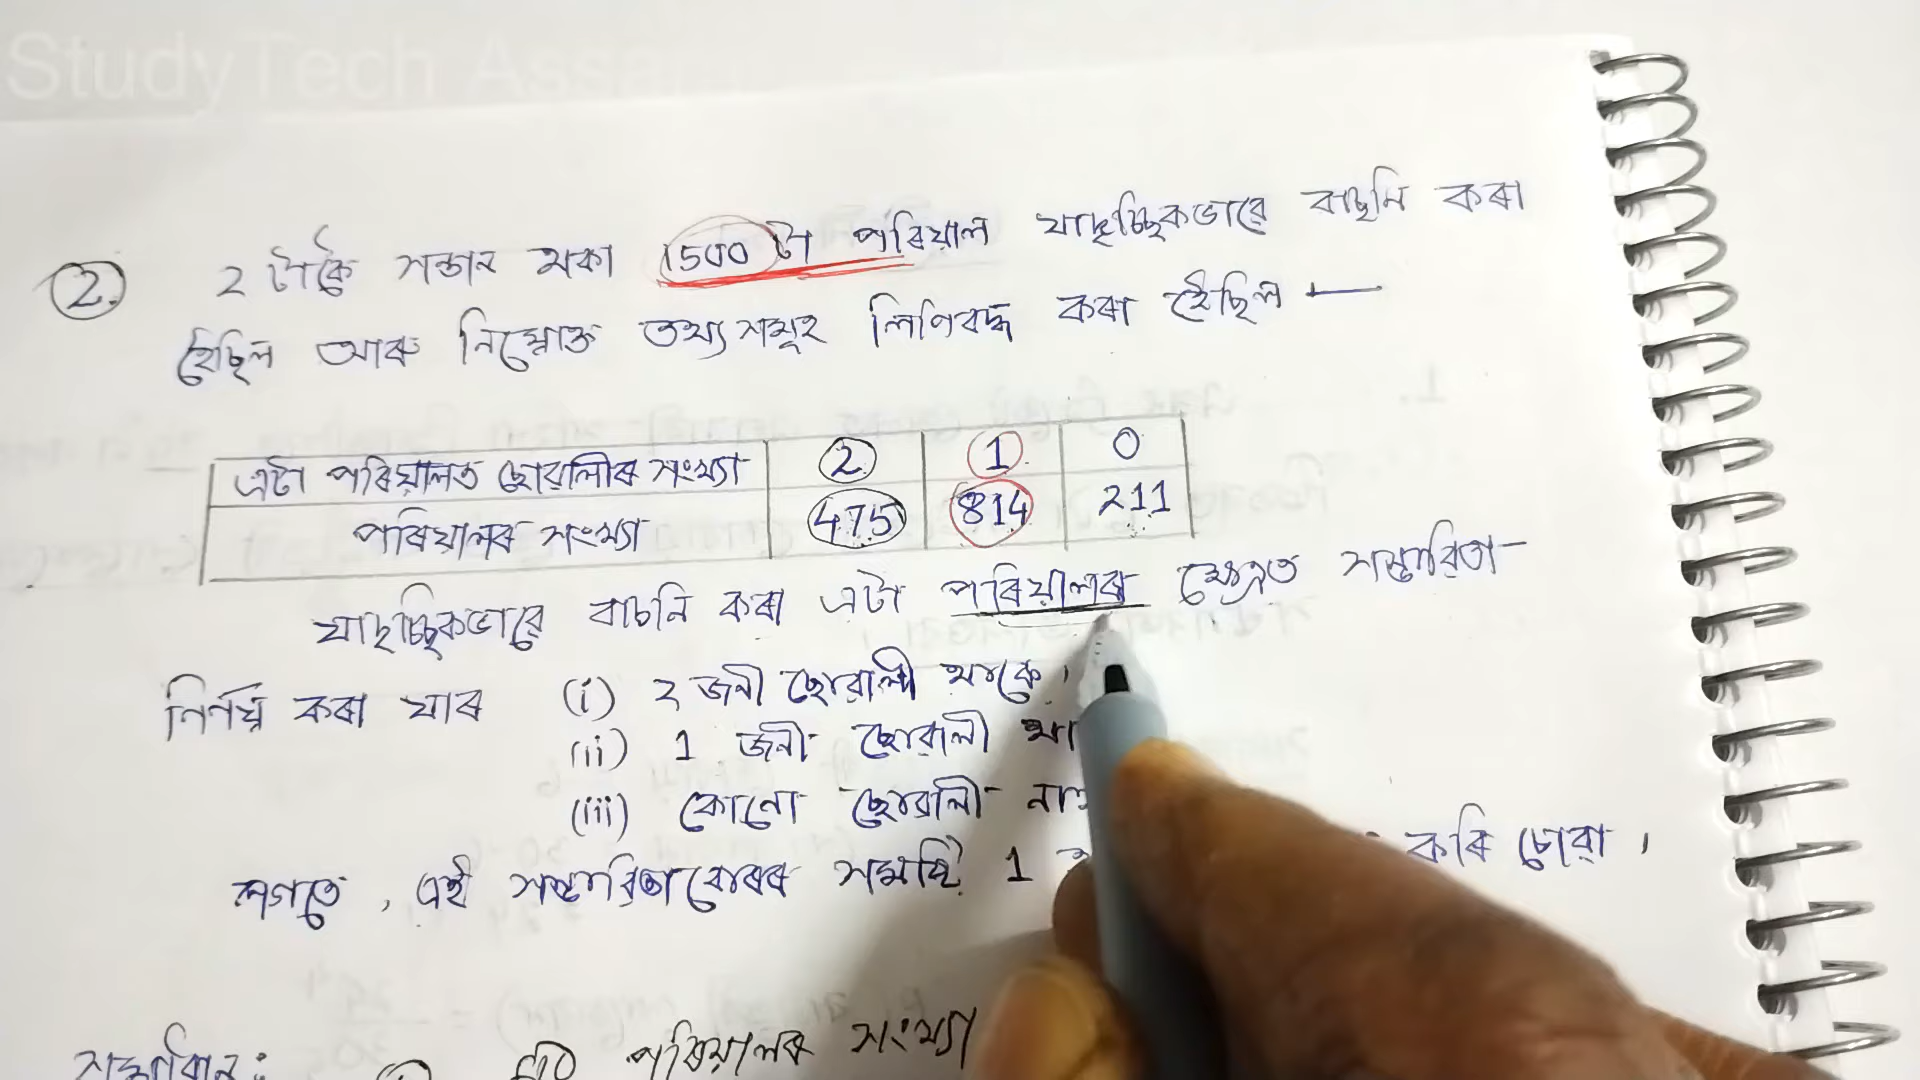 StudyTech Assam
2. 2 টাকৈ সন্তান থকা 1500 টা পৰিয়াল যাদৃচ্ছিকভাৱে বাছনি কৰা
হৈছিল আৰু নিম্নোক্ত তথ্যসমূহ লিপিবদ্ধ কৰা হৈছিল —
এটা পৰিয়ালত ছোৱালীৰ সংখ্যা 2 1 0
পৰিয়ালৰ সংখ্যা 475 814 211
যাদৃচ্ছিকভাৱে বাচনি কৰা এটা পৰিয়ালৰ ক্ষেত্ৰত সম্ভাৱিতা
নিৰ্ণয় কৰা যাৰ (i) 2 জনী ছোৱালী থাকে।
(ii) 1 জনী ছোৱালী
(iii) কোনো ছোৱালী
লগতে, এই সম্ভাৱিতাবোৰৰ সমষ্টি 1 কৰি চোৱা।
সমাধান: পৰিয়ালৰ সংখ্যা